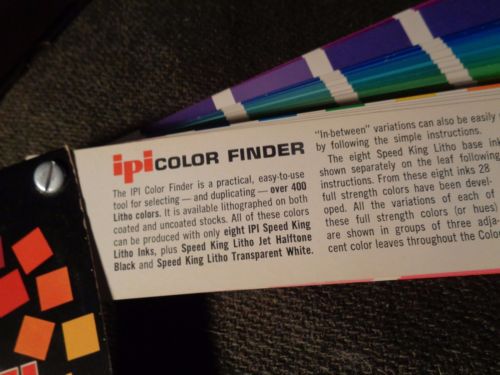 ipi COLOR FINDER
The IPI Color Finder is a practical, easy-to-use
tool for selecting — and duplicating — over 400
Litho colors. It is available lithographed on both
coated and uncoated stocks. All of these colors
can be produced with only eight IPI Speed King
Litho Inks, plus Speed King Litho Jet Halftone
Black and Speed King Litho Transparent White.
"In-between" variations can also be easily
by following the simple instructions.
The eight Speed King Litho base ink
shown separately on the leaf following
instructions. From these eight inks 28
full strength colors have been devel-
oped. All the variations of each of
these full strength colors (or hues)
are shown in groups of three adja-
cent color leaves throughout the Colo